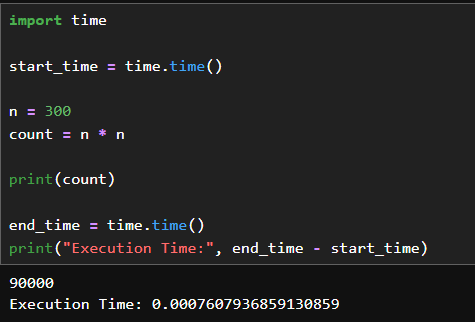 import time
start_time = time.time()
n = 300
count = n * n
print(count)
end_time = time.time()
print("Execution Time:", end_time - start_time)
90000
Execution Time: 0.0007607936859130859